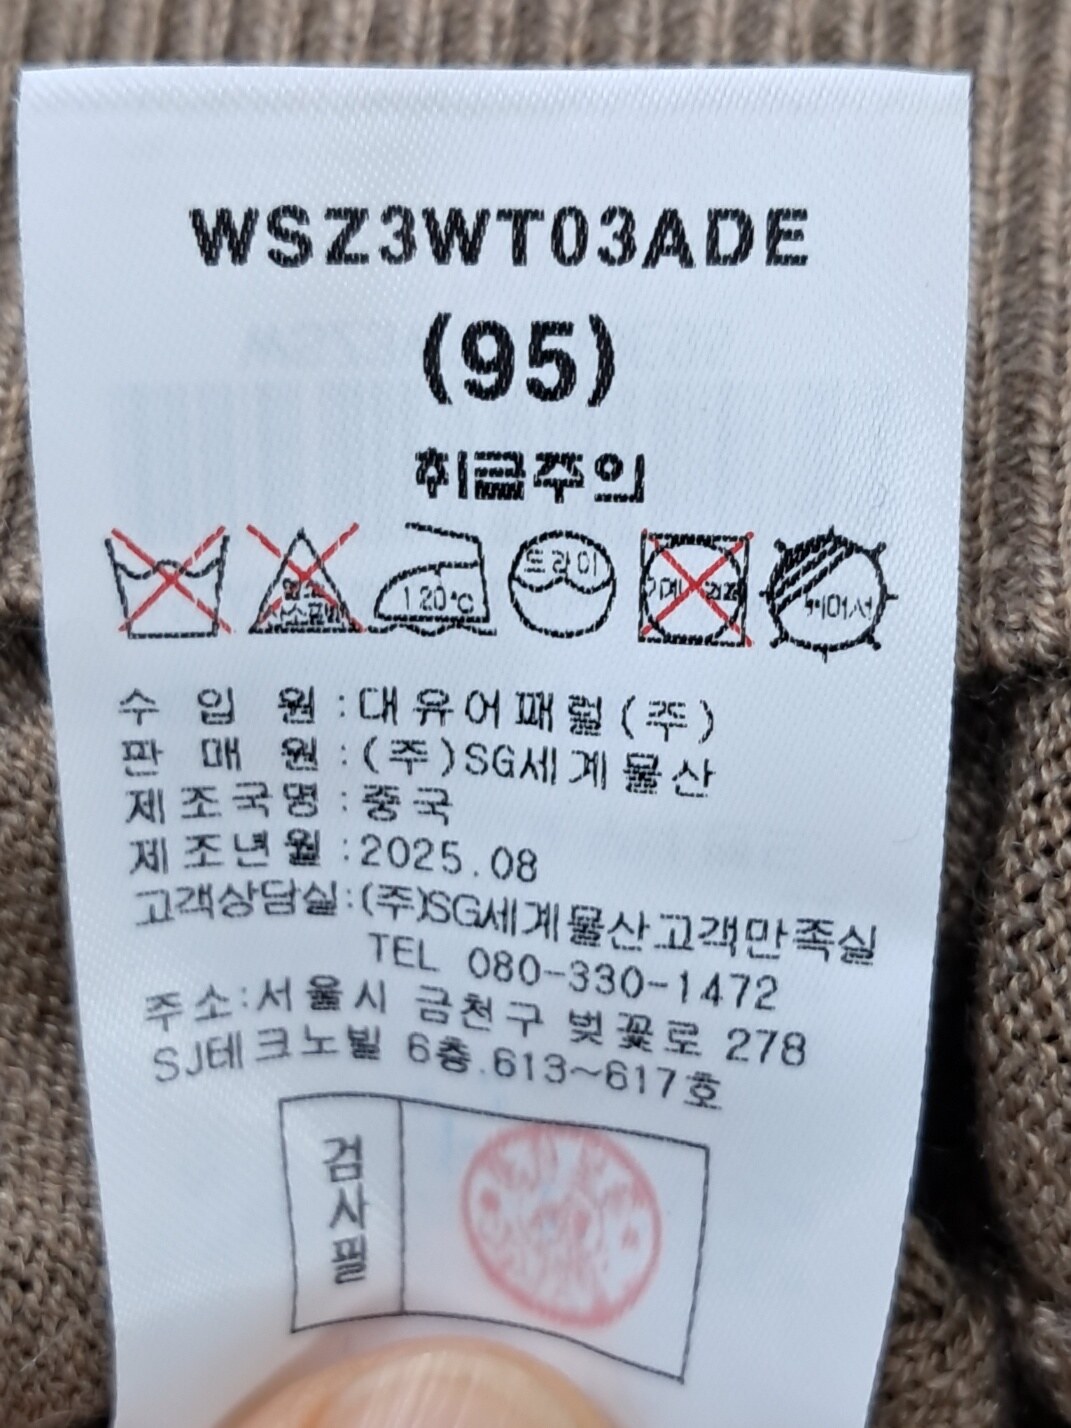 WSZ3WT03ADE
(95)
취급주의
120℃
드라이
뉘어서
수 입 원 : 대유어패럴(주)
판 매 원 : (주)SG세계물산
제조국명 : 중국
제조년월 : 2025.08
고객상담실:(주)SG세계물산고객만족실
TEL 080-330-1472
주소:서울시 금천구 벚꽃로 278
SJ테크노빌 6층.613~617호
검사필